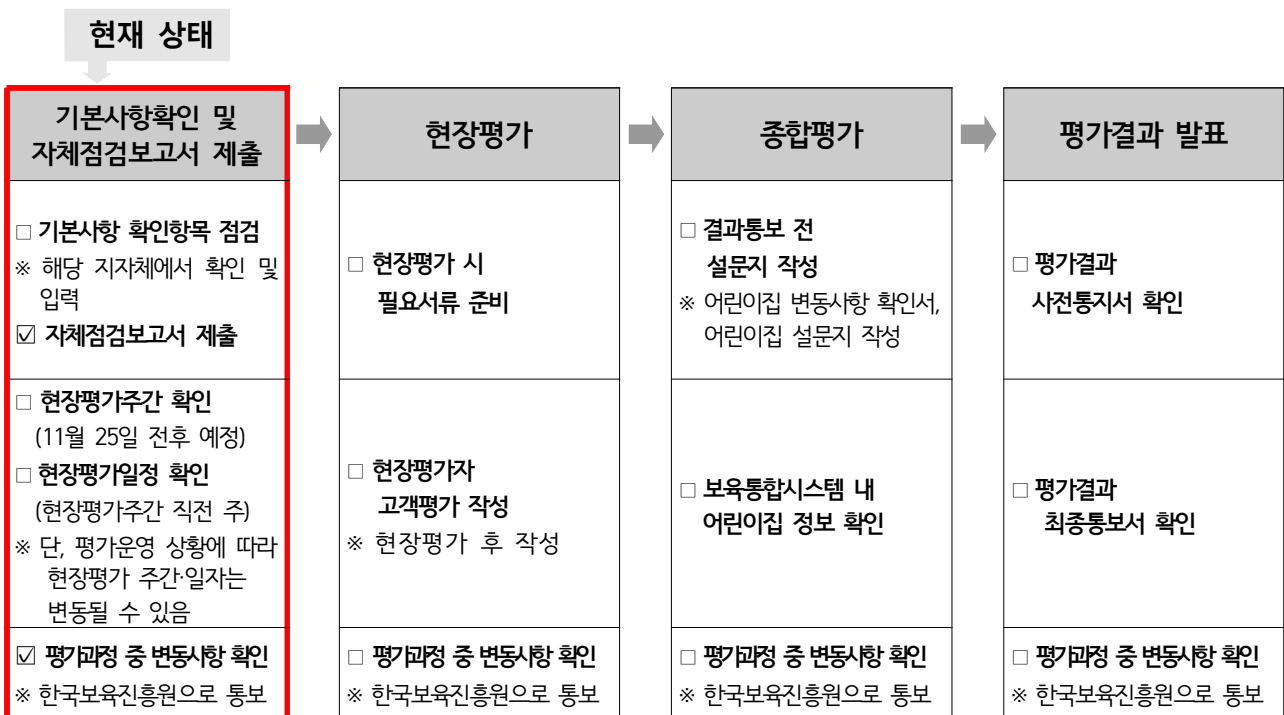 현재 상태
기본사항확인 및
자체점검보고서 제출
□ 기본사항 확인항목 점검
※ 해당 지자체에서 확인 및
입력
☑ 자체점검보고서 제출
□ 현장평가주간 확인
(11월 25일 전후 예정)
□ 현장평가일정 확인
(현장평가주간 직전 주)
※ 단, 평가운영 상황에 따라
현장평가 주간·일자는
변동될 수 있음
☑ 평가과정 중 변동사항 확인
※ 한국보육진흥원으로 통보
현장평가
□ 현장평가 시
필요서류 준비
□ 현장평가자
고객평가 작성
※ 현장평가 후 작성
□ 평가과정 중 변동사항 확인
※ 한국보육진흥원으로 통보
종합평가
□ 결과통보 전
설문지 작성
※ 어린이집 변동사항 확인서,
어린이집 설문지 작성
□ 보육통합시스템 내
어린이집 정보 확인
□ 평가과정 중 변동사항 확인
※ 한국보육진흥원으로 통보
평가결과 발표
□ 평가결과
사전통지서 확인
□ 평가결과
최종통보서 확인
□ 평가과정 중 변동사항 확인
※ 한국보육진흥원으로 통보